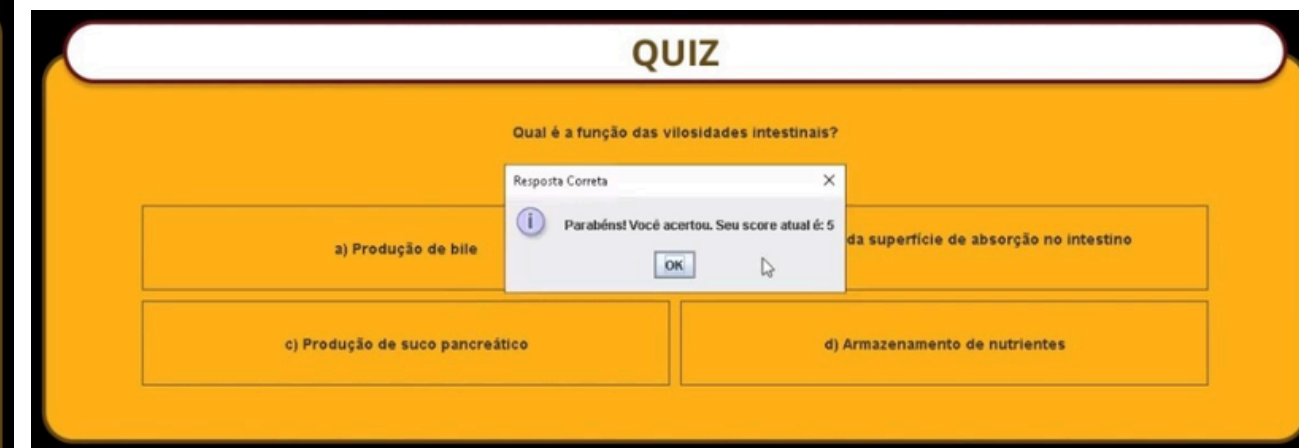 QUIZ
Qual é a função das vilosidades intestinais?
Resposta Correta
Parabéns! Você acertou. Seu score atual é: 5
OK
a) Produção de bile
da superfície de absorção no intestino
c) Produção de suco pancreático
d) Armazenamento de nutrientes